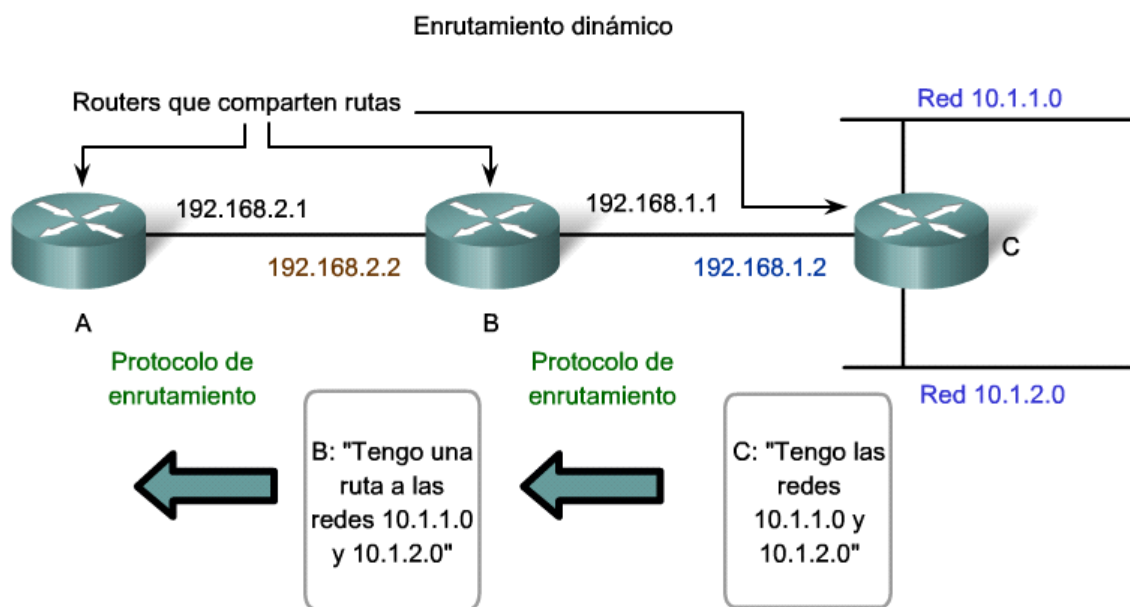 Enrutamiento dinámico
Routers que comparten rutas
Red 10.1.1.0
192.168.2.1
192.168.1.1
192.168.2.2
192.168.1.2
C
A
B
Red 10.1.2.0
Protocolo de
enrutamiento
Protocolo de
enrutamiento
B: "Tengo una
ruta a las
redes 10.1.1.0
y 10.1.2.0"
C: "Tengo las
redes
10.1.1.0 y
10.1.2.0"